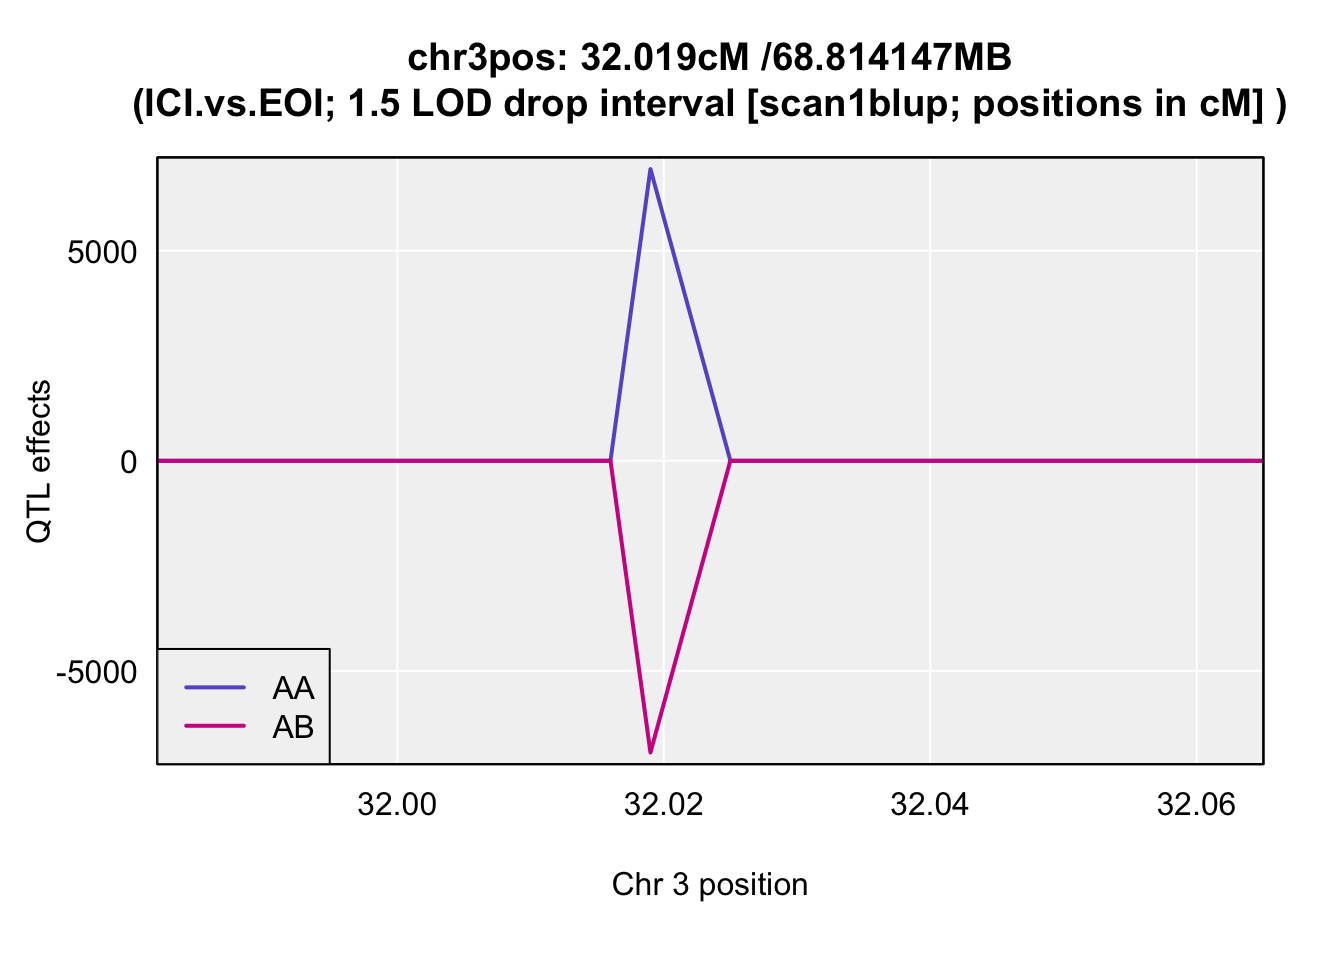 chr3pos: 32.019cM /68.814147MB
(ICI.vs.EOI; 1.5 LOD drop interval [scan1blup; positions in cM] )
QTL effects
5000
0
-5000
AA
AB
32.00
32.02
32.04
32.06
Chr 3 position